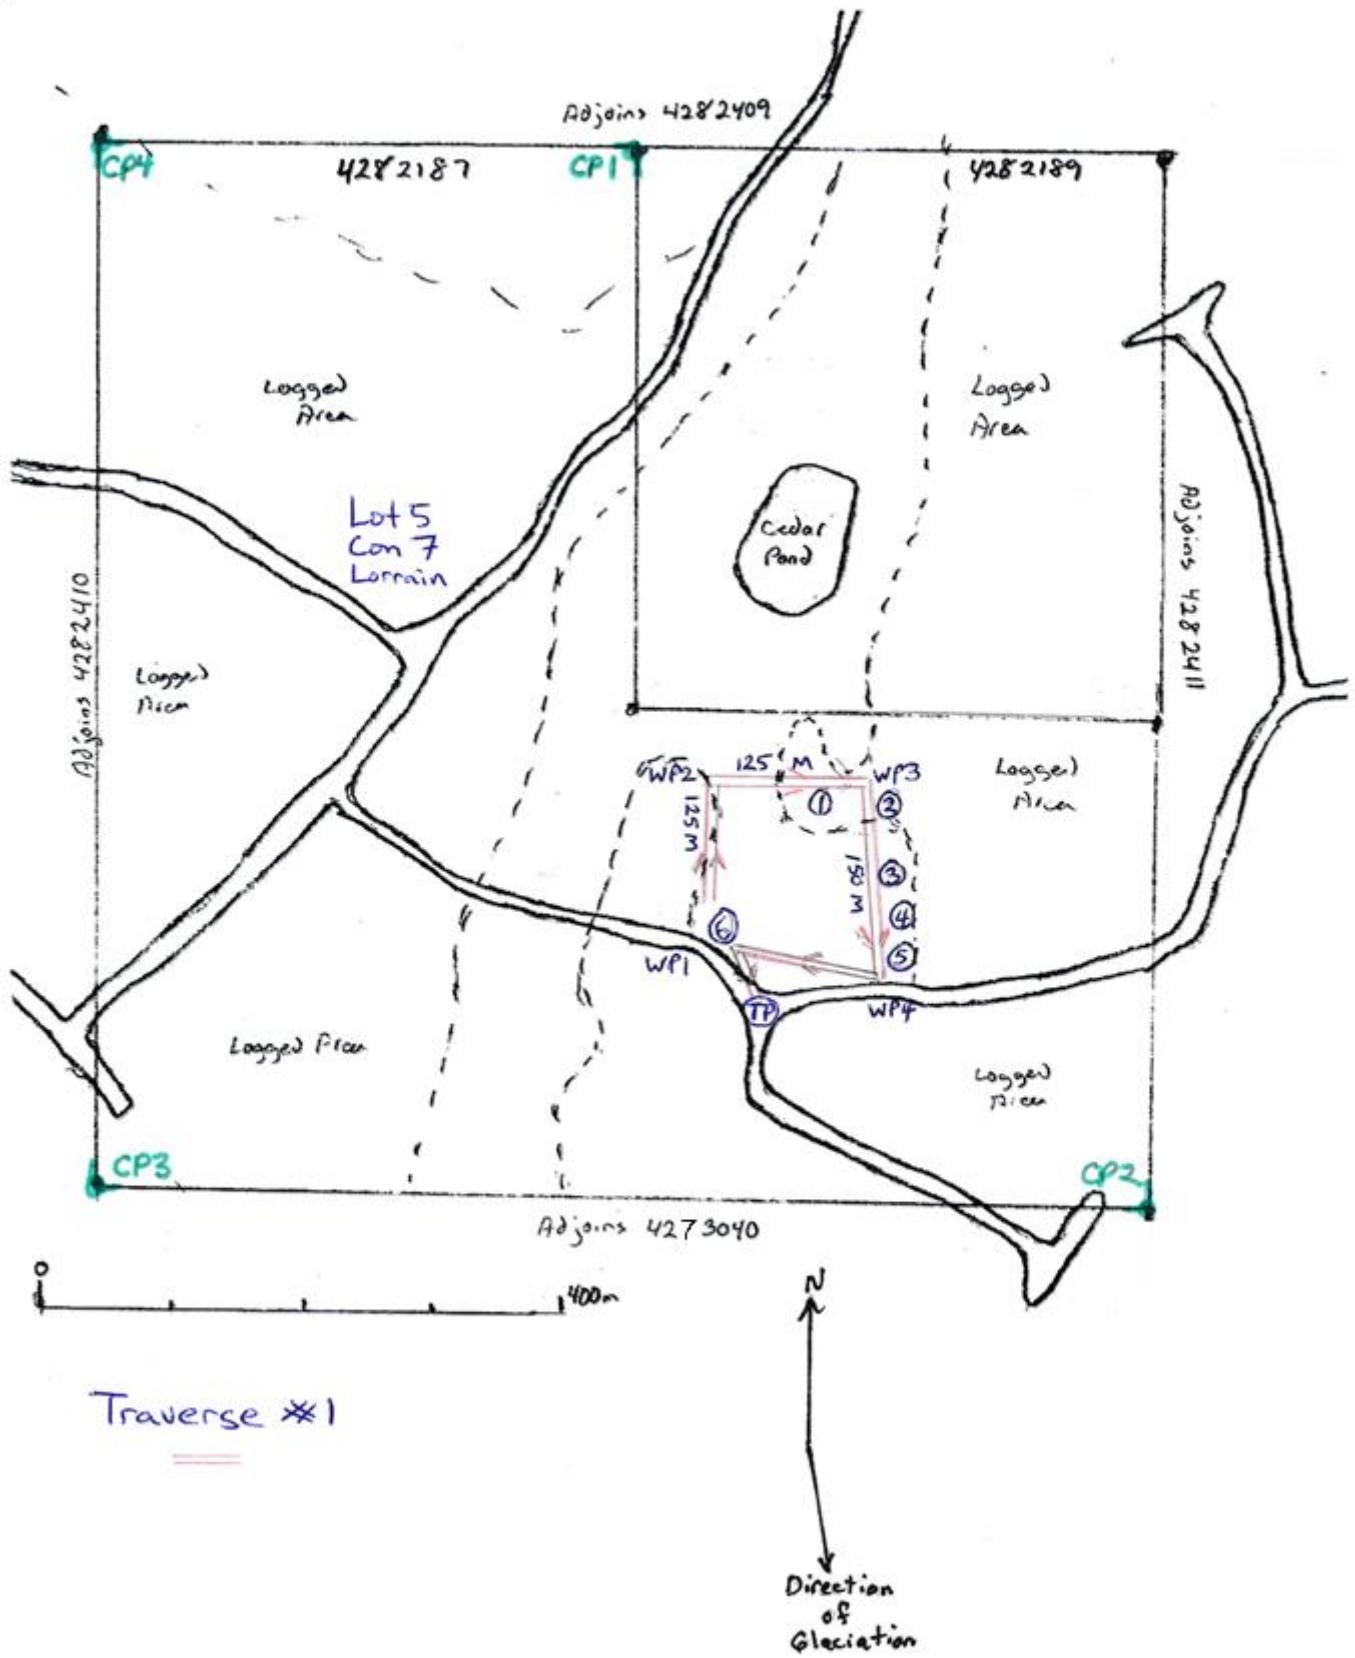 Adjoins 4282409
CP4
4282187
CP1
4282189
Logged
Area
Logged
Area
Lot 5
Con 7
Lorrain
Cedar
Pond
Adjoins 4282410
Adjoins 4282411
Logged
Area
WP2
125 M
WP3
Logged
Area
125 M
1
2
150 M
3
4
6
5
WP1
TP
WP4
Logged Area
Logged
Area
CP3
CP2
Adjoins 4273040
0
400m
N
Traverse #1
Direction
of
Glaciation